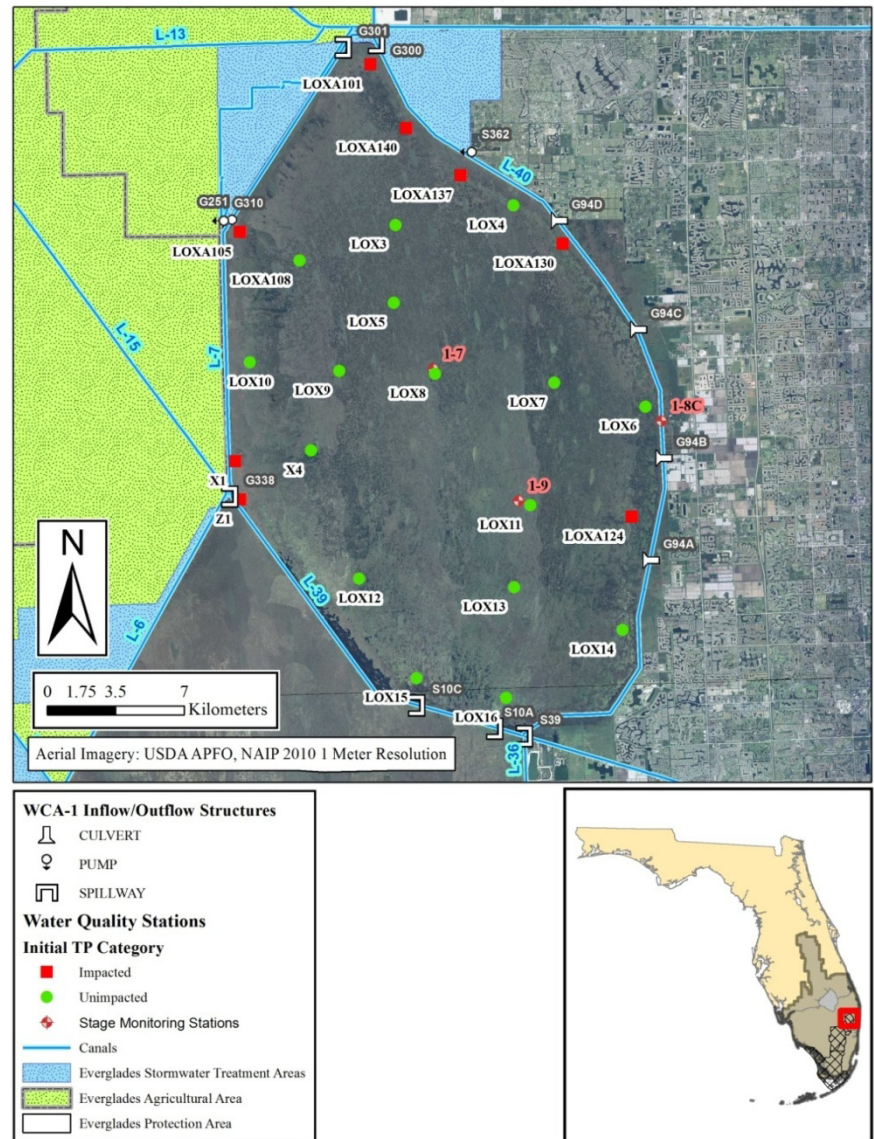 L-13
G301
G300
LOXA101
LOXA140
S362
L-40
LOXA137
LOX4
G251
G310
G94D
LOXA105
LOX3
LOXA130
LOXA108
L-15
L-7
LOX5
G94C
1-7
LOX10
LOX9
LOX8
LOX7
LOX6
1-8C
X4
G94B
X1
G338
1-9
Z1
LOX11
LOXA124
N
G94A
LOX12
LOX13
L-39
L-6
LOX14
0 1.75 3.5 7
Kilometers
LOX15
S10C
LOX16
S10A
S39
L-36
Aerial Imagery: USDA APFO, NAIP 2010 1 Meter Resolution
WCA-1 Inflow/Outflow Structures
CULVERT
PUMP
SPILLWAY
Water Quality Stations
Initial TP Category
Impacted
Unimpacted
Stage Monitoring Stations
Canals
Everglades Stormwater Treatment Areas
Everglades Agricultural Area
Everglades Protection Area